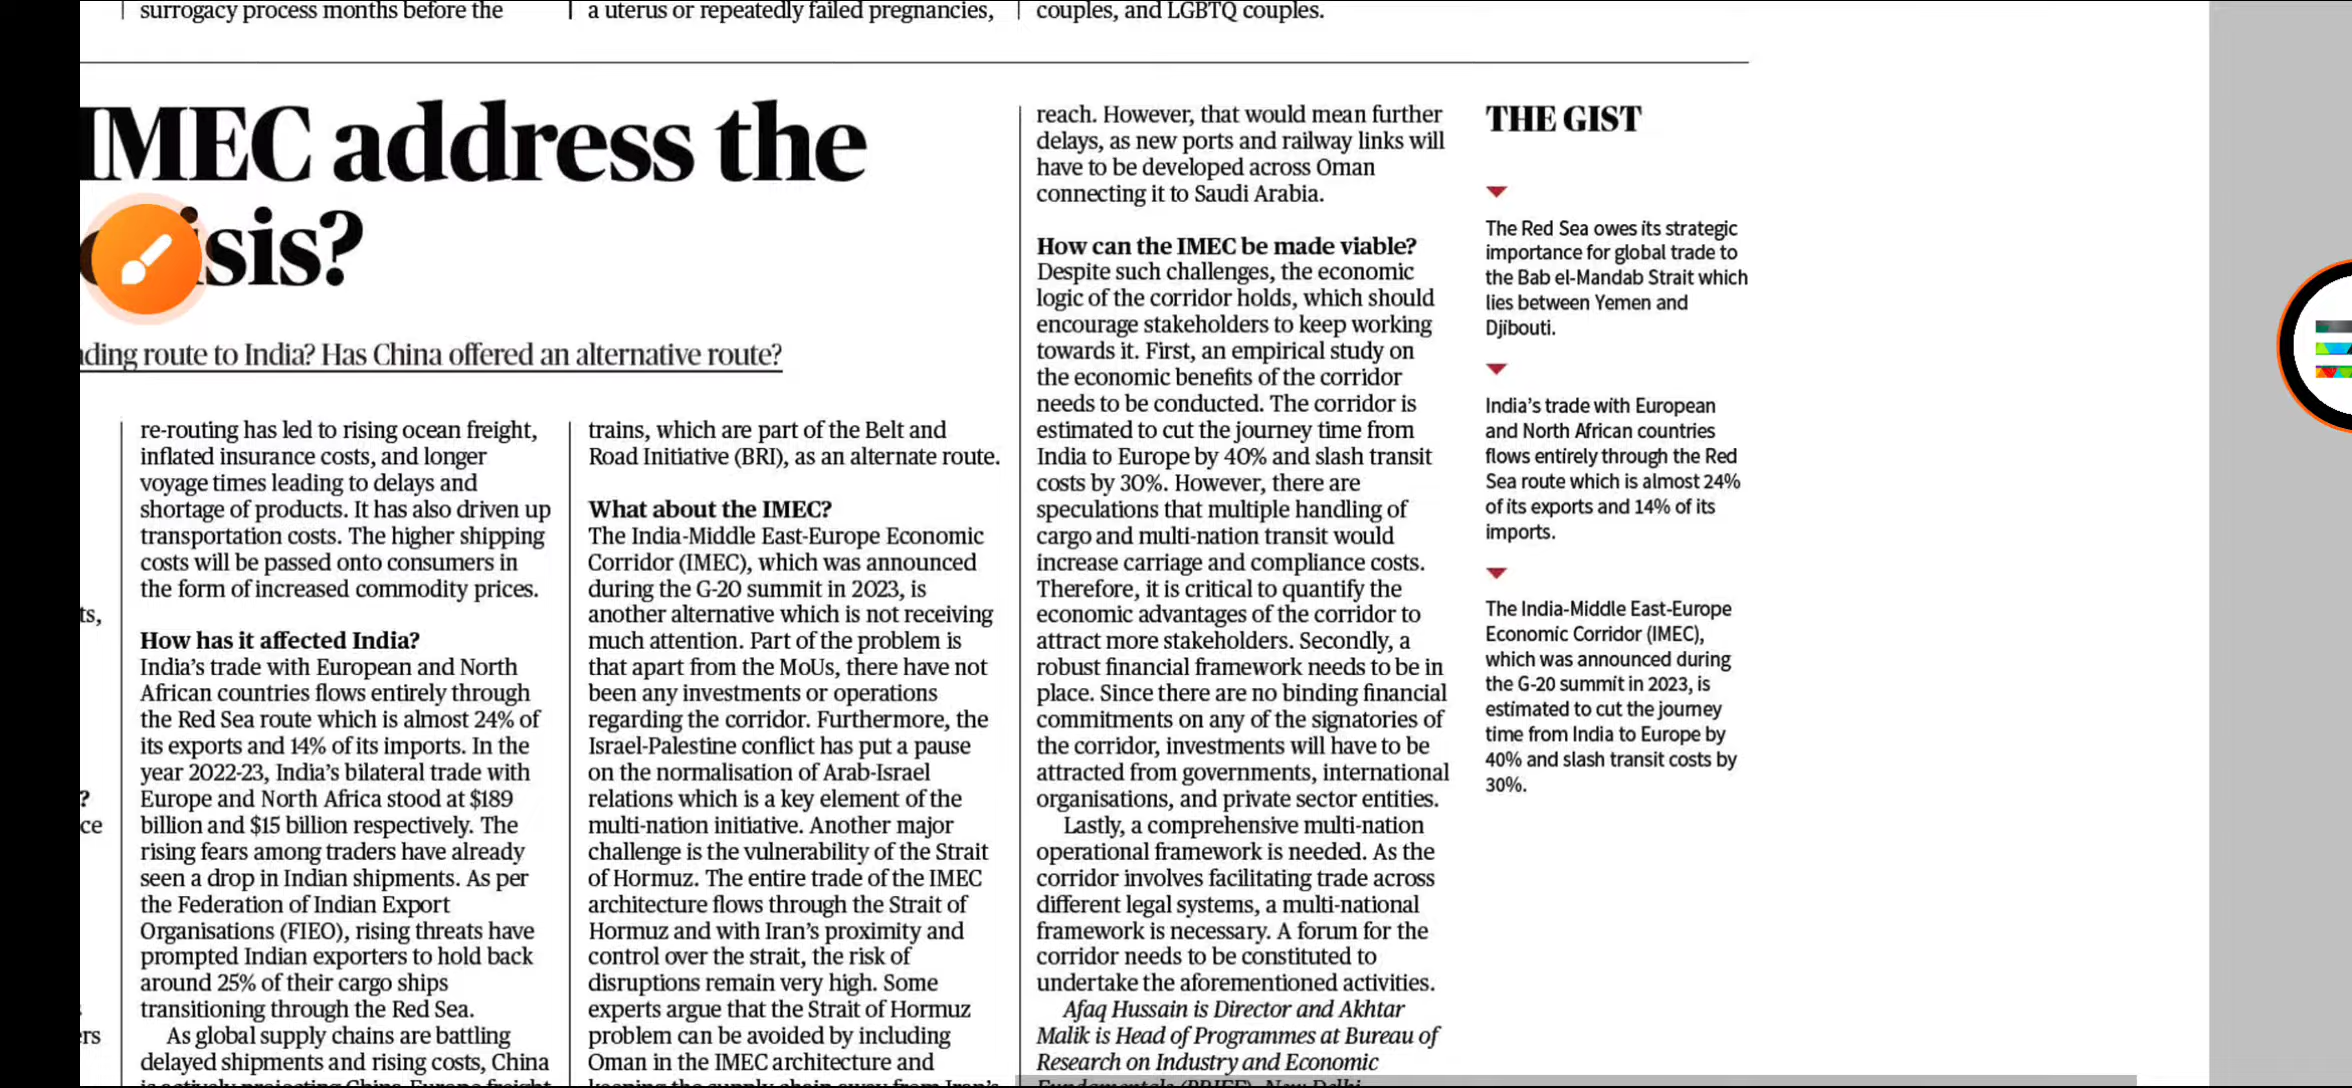 surrogacy process months before the
a uterus or repeatedly failed pregnancies,
couples, and LGBTQ couples.
IMEC address the
isis?
ding route to India? Has China offered an alternative route?
ts,
?
ce
rs
re-routing has led to rising ocean freight,
inflated insurance costs, and longer
voyage times leading to delays and
shortage of products. It has also driven up
transportation costs. The higher shipping
costs will be passed onto consumers in
the form of increased commodity prices.
How has it affected India?
India's trade with European and North
African countries flows entirely through
the Red Sea route which is almost 24% of
its exports and 14% of its imports. In the
year 2022-23, India's bilateral trade with
Europe and North Africa stood at $189
billion and $15 billion respectively. The
rising fears among traders have already
seen a drop in Indian shipments. As per
the Federation of Indian Export
Organisations (FIEO), rising threats have
prompted Indian exporters to hold back
around 25% of their cargo ships
transitioning through the Red Sea.
As global supply chains are battling
delayed shipments and rising costs, China
is actively projecting China-Europe freight
trains, which are part of the Belt and
Road Initiative (BRI), as an alternate route.
What about the IMEC?
The India-Middle East-Europe Economic
Corridor (IMEC), which was announced
during the G-20 summit in 2023, is
another alternative which is not receiving
much attention. Part of the problem is
that apart from the MoUs, there have not
been any investments or operations
regarding the corridor. Furthermore, the
Israel-Palestine conflict has put a pause
on the normalisation of Arab-Israel
relations which is a key element of the
multi-nation initiative. Another major
challenge is the vulnerability of the Strait
of Hormuz. The entire trade of the IMEC
architecture flows through the Strait of
Hormuz and with Iran's proximity and
control over the strait, the risk of
disruptions remain very high. Some
experts argue that the Strait of Hormuz
problem can be avoided by including
Oman in the IMEC architecture and
keeping the supply chain away from Iran's
reach. However, that would mean further
delays, as new ports and railway links will
have to be developed across Oman
connecting it to Saudi Arabia.
How can the IMEC be made viable?
Despite such challenges, the economic
logic of the corridor holds, which should
encourage stakeholders to keep working
towards it. First, an empirical study on
the economic benefits of the corridor
needs to be conducted. The corridor is
estimated to cut the journey time from
India to Europe by 40% and slash transit
costs by 30%. However, there are
speculations that multiple handling of
cargo and multi-nation transit would
increase carriage and compliance costs.
Therefore, it is critical to quantify the
economic advantages of the corridor to
attract more stakeholders. Secondly, a
robust financial framework needs to be in
place. Since there are no binding financial
commitments on any of the signatories of
the corridor, investments will have to be
attracted from governments, international
organisations, and private sector entities.
Lastly, a comprehensive multi-nation
operational framework is needed. As the
corridor involves facilitating trade across
different legal systems, a multi-national
framework is necessary. A forum for the
corridor needs to be constituted to
undertake the aforementioned activities.
Afaq Hussain is Director and Akhtar
Malik is Head of Programmes at Bureau of
Research on Industry and Economic
Fundamentals (BRIEF), New Delhi
THE GIST
The Red Sea owes its strategic
importance for global trade to
the Bab el-Mandab Strait which
lies between Yemen and
Djibouti.
India's trade with European
and North African countries
flows entirely through the Red
Sea route which is almost 24%
of its exports and 14% of its
imports.
The India-Middle East-Europe
Economic Corridor (IMEC),
which was announced during
the G-20 summit in 2023, is
estimated to cut the journey
time from India to Europe by
40% and slash transit costs by
30%.